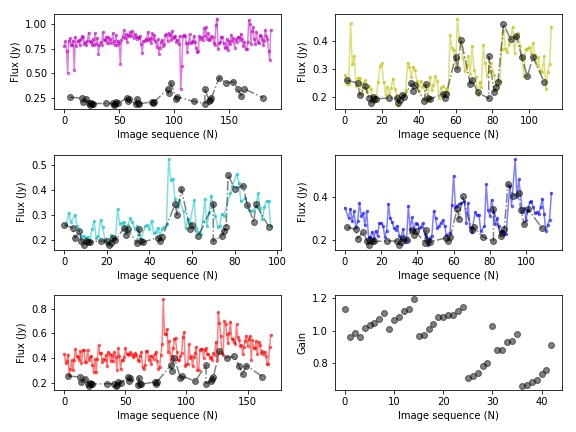 1.00
0.75
0.50
0.25
Flux (Jy)
0 50 100 150
Image sequence (N)
0.4
0.3
0.2
Flux (Jy)
0 20 40 60 80 100
Image sequence (N)
0.5
0.4
0.3
0.2
Flux (Jy)
0 20 40 60 80 100
Image sequence (N)
0.4
0.2
Flux (Jy)
0 20 40 60 80 100
Image sequence (N)
0.8
0.6
0.4
0.2
Flux (Jy)
0 50 100 150
Image sequence (N)
1.2
1.0
0.8
Gain
0 10 20 30 40
Image sequence (N)